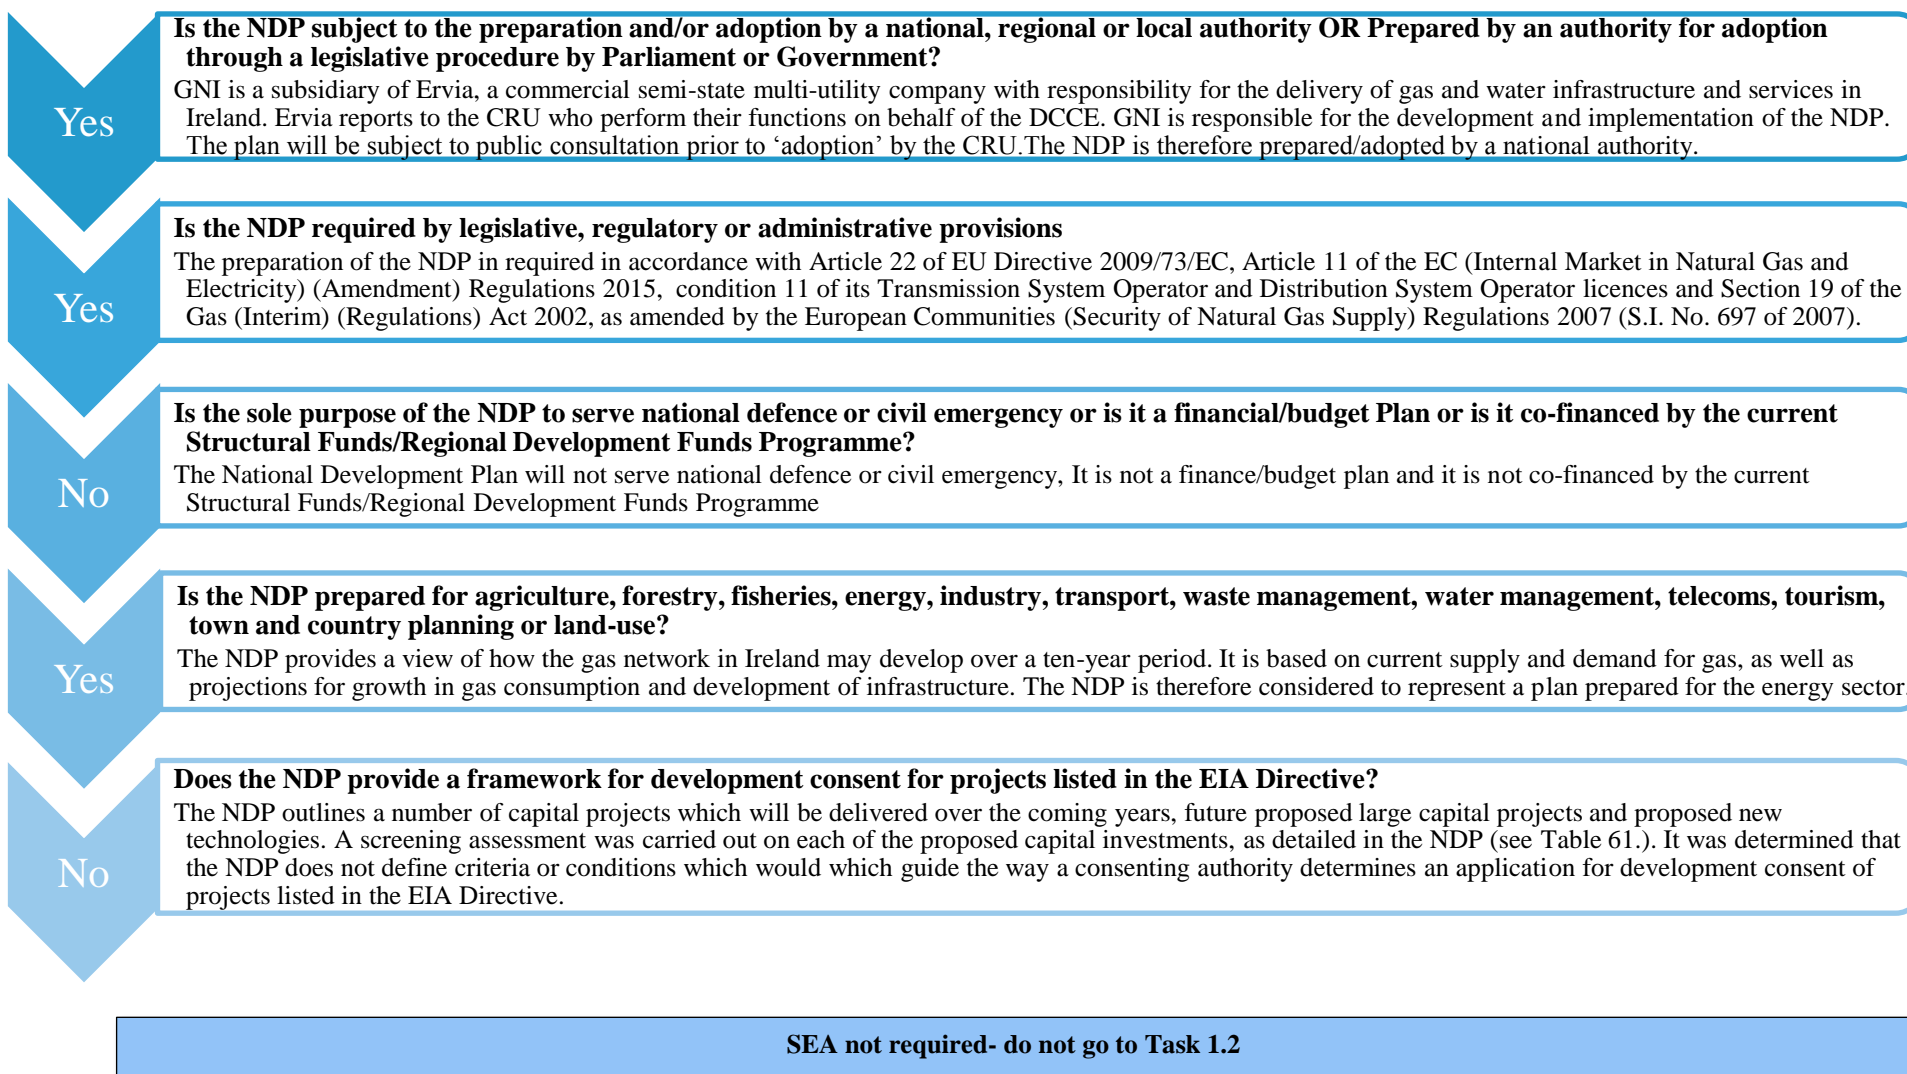 Is the NDP subject to the preparation and/or adoption by a national, regional or local authority OR Prepared by an authority for adoption
through a legislative procedure by Parliament or Government?
Yes
GNI is a subsidiary of Ervia, a commercial semi-state multi-utility company with responsibility for the delivery of gas and water infrastructure and services in
Ireland. Ervia reports to the CRU who perform their functions on behalf of the DCCE. GNI is responsible for the development and implementation of the NDP.
The plan will be subject to public consultation prior to ‘adoption’ by the CRU.The NDP is therefore prepared/adopted by a national authority.
Is the NDP required by legislative, regulatory or administrative provisions
Yes
The preparation of the NDP in required in accordance with Article 22 of EU Directive 2009/73/EC, Article 11 of the EC (Internal Market in Natural Gas and
Electricity) (Amendment) Regulations 2015, condition 11 of its Transmission System Operator and Distribution System Operator licences and Section 19 of the
Gas (Interim) (Regulations) Act 2002, as amended by the European Communities (Security of Natural Gas Supply) Regulations 2007 (S.I. No. 697 of 2007).
Is the sole purpose of the NDP to serve national defence or civil emergency or is it a financial/budget Plan or is it co-financed by the current
Structural Funds/Regional Development Funds Programme?
No
The National Development Plan will not serve national defence or civil emergency, It is not a finance/budget plan and it is not co-financed by the current
Structural Funds/Regional Development Funds Programme
Is the NDP prepared for agriculture, forestry, fisheries, energy, industry, transport, waste management, water management, telecoms, tourism,
town and country planning or land-use?
Yes
The NDP provides a view of how the gas network in Ireland may develop over a ten-year period. It is based on current supply and demand for gas, as well as
projections for growth in gas consumption and development of infrastructure. The NDP is therefore considered to represent a plan prepared for the energy sector.
Does the NDP provide a framework for development consent for projects listed in the EIA Directive?
No
The NDP outlines a number of capital projects which will be delivered over the coming years, future proposed large capital projects and proposed new
technologies. A screening assessment was carried out on each of the proposed capital investments, as detailed in the NDP (see Table 61.). It was determined that
the NDP does not define criteria or conditions which would which guide the way a consenting authority determines an application for development consent of
projects listed in the EIA Directive.
SEA not required- do not go to Task 1.2